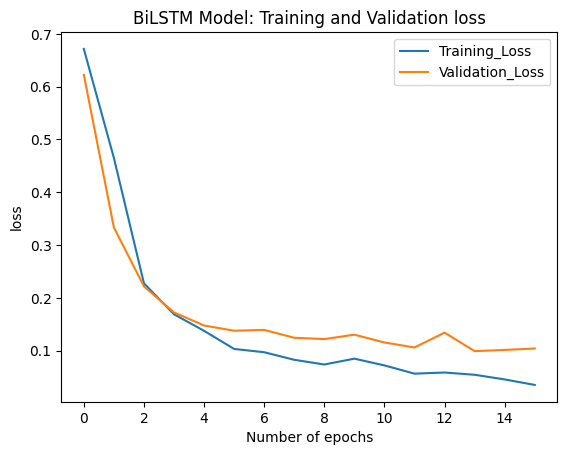 BiLSTM Model: Training and Validation loss
Training_Loss
Validation_Loss
0.7
0.6
0.5
0.4
0.3
0.2
0.1
loss
0 2 4 6 8 10 12 14
Number of epochs